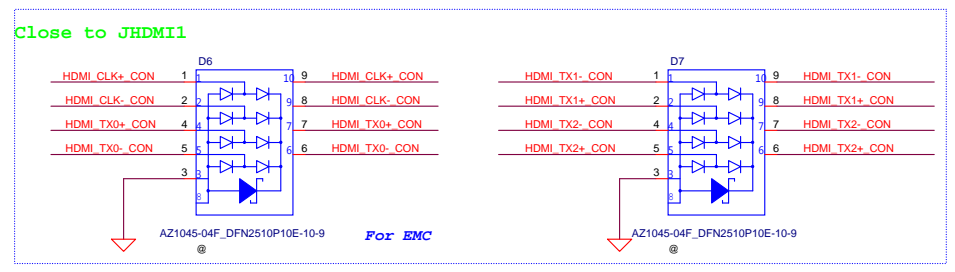 Close to JHDMI1
D6
HDMI_CLK+_CON 1 1 10 9 HDMI_CLK+_CON
HDMI_CLK-_CON 2 2 9 8 HDMI_CLK-_CON
HDMI_TX0+_CON 4 4 7 7 HDMI_TX0+_CON
HDMI_TX0-_CON 5 5 6 6 HDMI_TX0-_CON
3 3
8
AZ1045-04F_DFN2510P10E-10-9
@
For EMC
D7
HDMI_TX1-_CON 1 1 10 9 HDMI_TX1-_CON
HDMI_TX1+_CON 2 2 9 8 HDMI_TX1+_CON
HDMI_TX2-_CON 4 4 7 7 HDMI_TX2-_CON
HDMI_TX2+_CON 5 5 6 6 HDMI_TX2+_CON
3 3
8
AZ1045-04F_DFN2510P10E-10-9
@